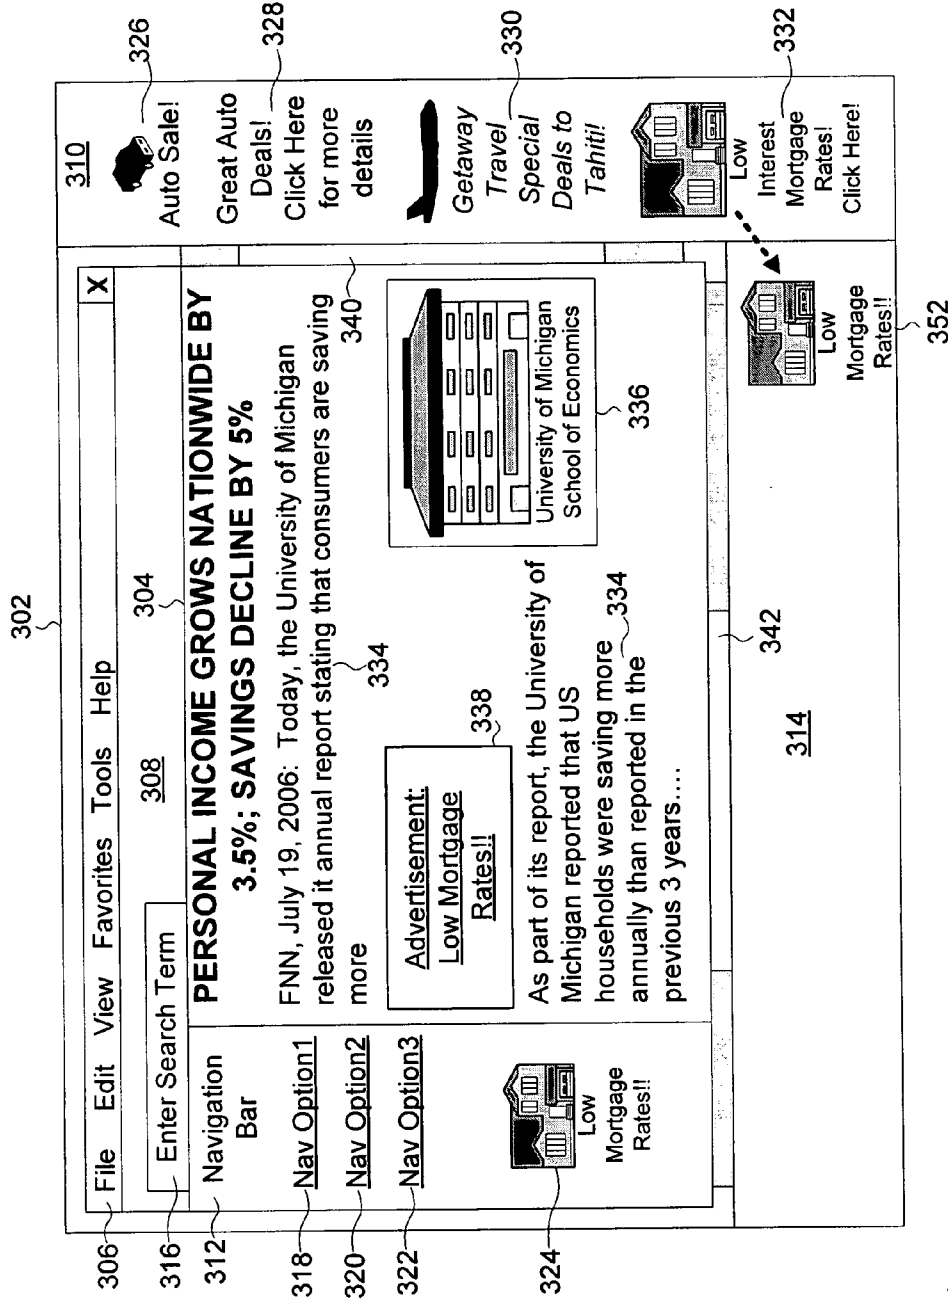 302
306
File Edit View Favorites Tools Help
X
310
308
304
316
Enter Search Term
312
Navigation
Bar
318
Nav Option1
320
Nav Option2
322
Nav Option3
324
Low
Mortgage
Rates!!
PERSONAL INCOME GROWS NATIONWIDE BY
3.5%; SAVINGS DECLINE BY 5%
FNN, July 19, 2006: Today, the University of Michigan
released it annual report stating that consumers are saving
more
334
340
Advertisement:
Low Mortgage
Rates!!
338
University of Michigan
School of Economics
336
As part of its report, the University of
Michigan reported that US
households were saving more
annually than reported in the
previous 3 years....
334
342
314
326
Auto Sale!
328
Great Auto
Deals!
Click Here
for more
details
330
Getaway
Travel
Special
Deals to
Tahiti!
332
Low
Interest
Mortgage
Rates!
Click Here!
Low
Mortgage
Rates!!
352